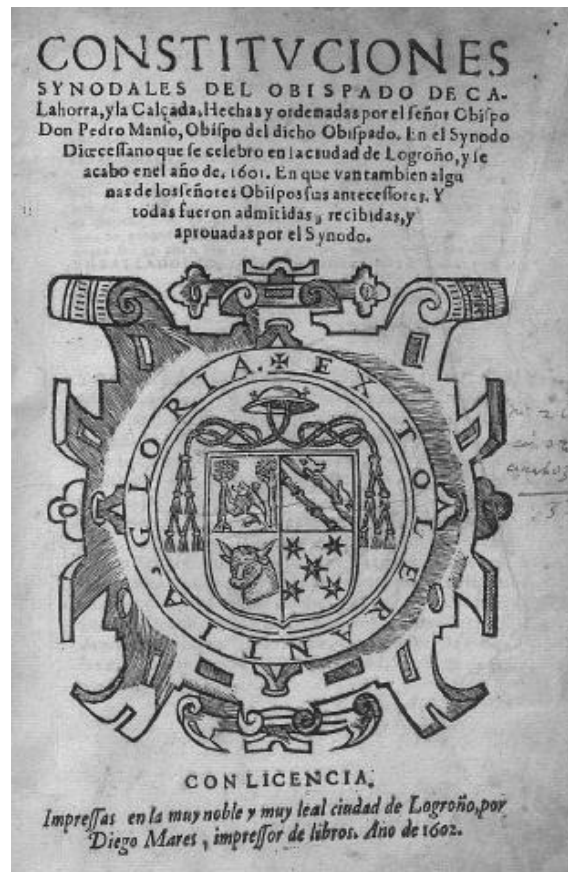 CONSTITVCIONES
SYNODALES DEL OBISPADO DE CA-
Lahorra, y la Calçada, Hechas y ordenadas por el señor Obiſpo
Don Pedro Manſo, Obiſpo del dicho Obiſpado. En el Synodo
Diœceſſano que ſe celebro en la ciudad de Logroño, y ſe
acabo en el año de, 1601. En que van tambien algu
nas de los ſeñores Obiſpos ſus anteceſſores. Y
todas fueron admitidas, recibidas, y
aprouadas por el Synodo.
EX TOLERANTIA. GLORIA.
CON LICENCIA.
Impreſſas en la muy noble y muy leal ciudad de Logroño, por
Diego Mares, impreſſor de libros. Año de 1602.